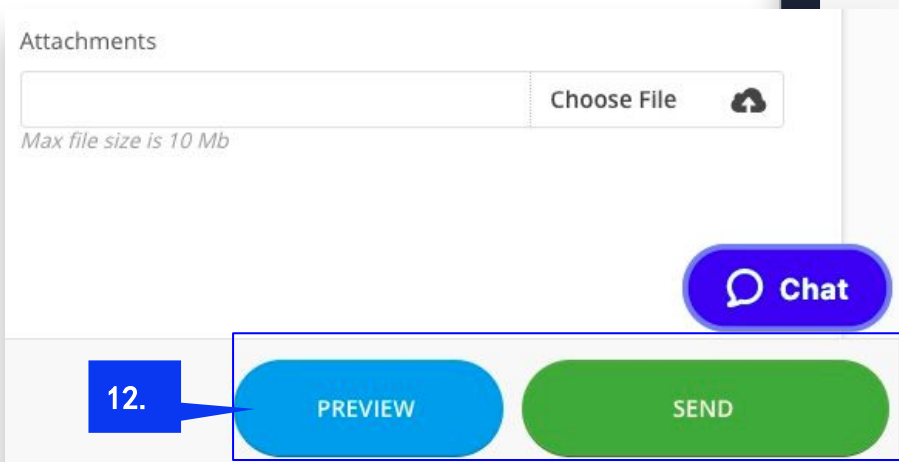 Attachments
Choose File
Max file size is 10 Mb
Chat
12.
PREVIEW
SEND